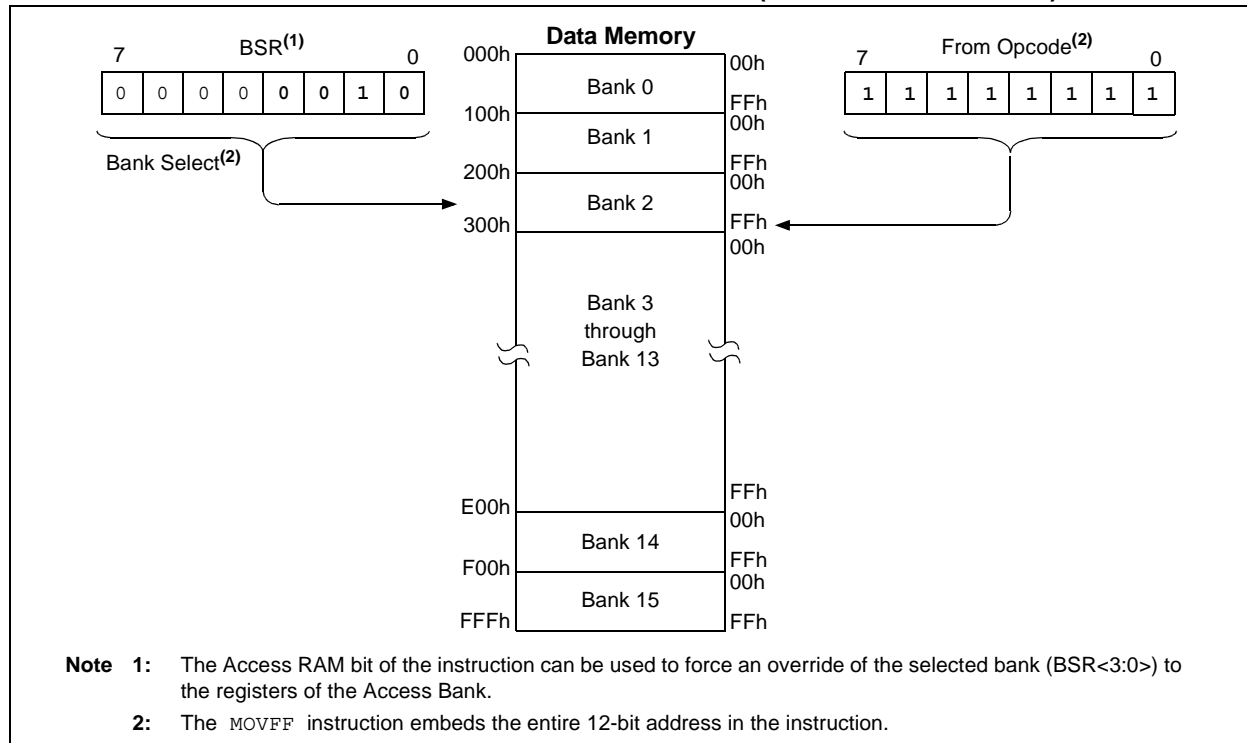 7 BSR(1) 0
0 0 0 0 0 0 1 0
Bank Select(2)
Data Memory
000h
00h
Bank 0
FFh
100h
00h
Bank 1
FFh
200h
00h
Bank 2
FFh
300h
00h
Bank 3
through
Bank 13
FFh
E00h
00h
Bank 14
FFh
F00h
00h
Bank 15
FFFh
FFh
7 From Opcode(2) 0
1 1 1 1 1 1 1 1
Note 1: The Access RAM bit of the instruction can be used to force an override of the selected bank (BSR<3:0>) to
the registers of the Access Bank.
2: The MOVFF instruction embeds the entire 12-bit address in the instruction.